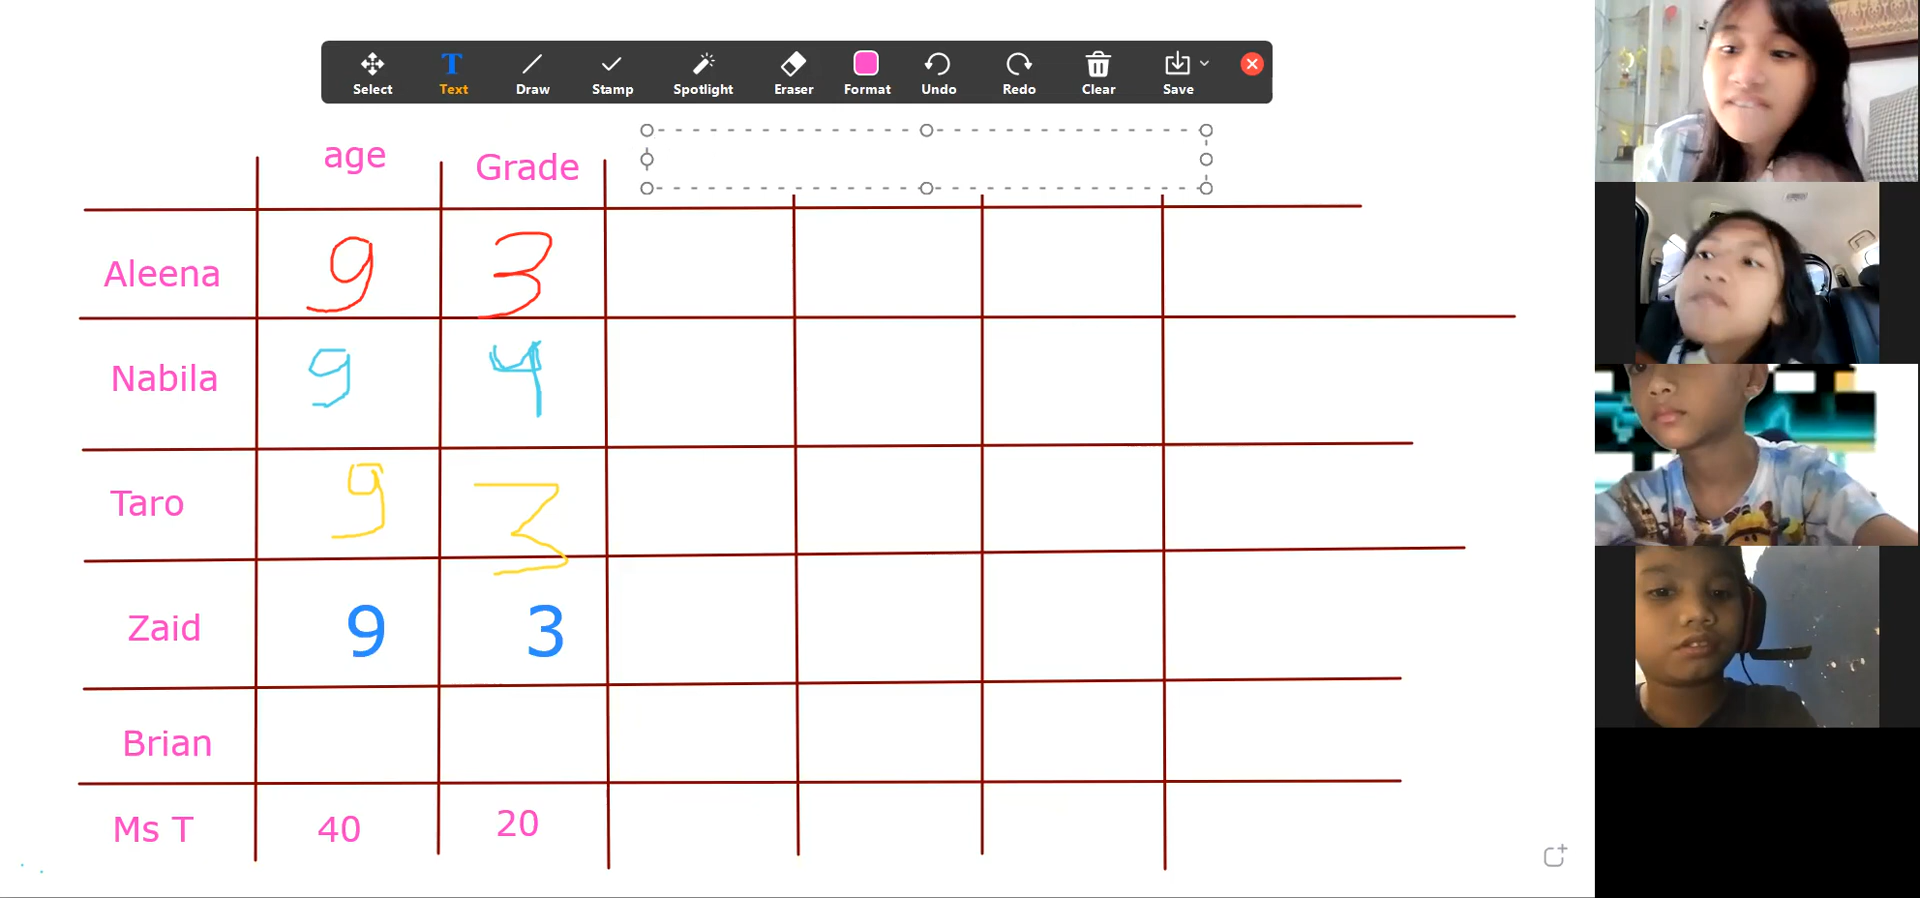 Select Text Draw Stamp Spotlight Eraser Format Undo Redo Clear Save
age Grade
Aleena 9 3
Nabila 9 4
Taro 9 3
Zaid 9 3
Brian
Ms T 40 20